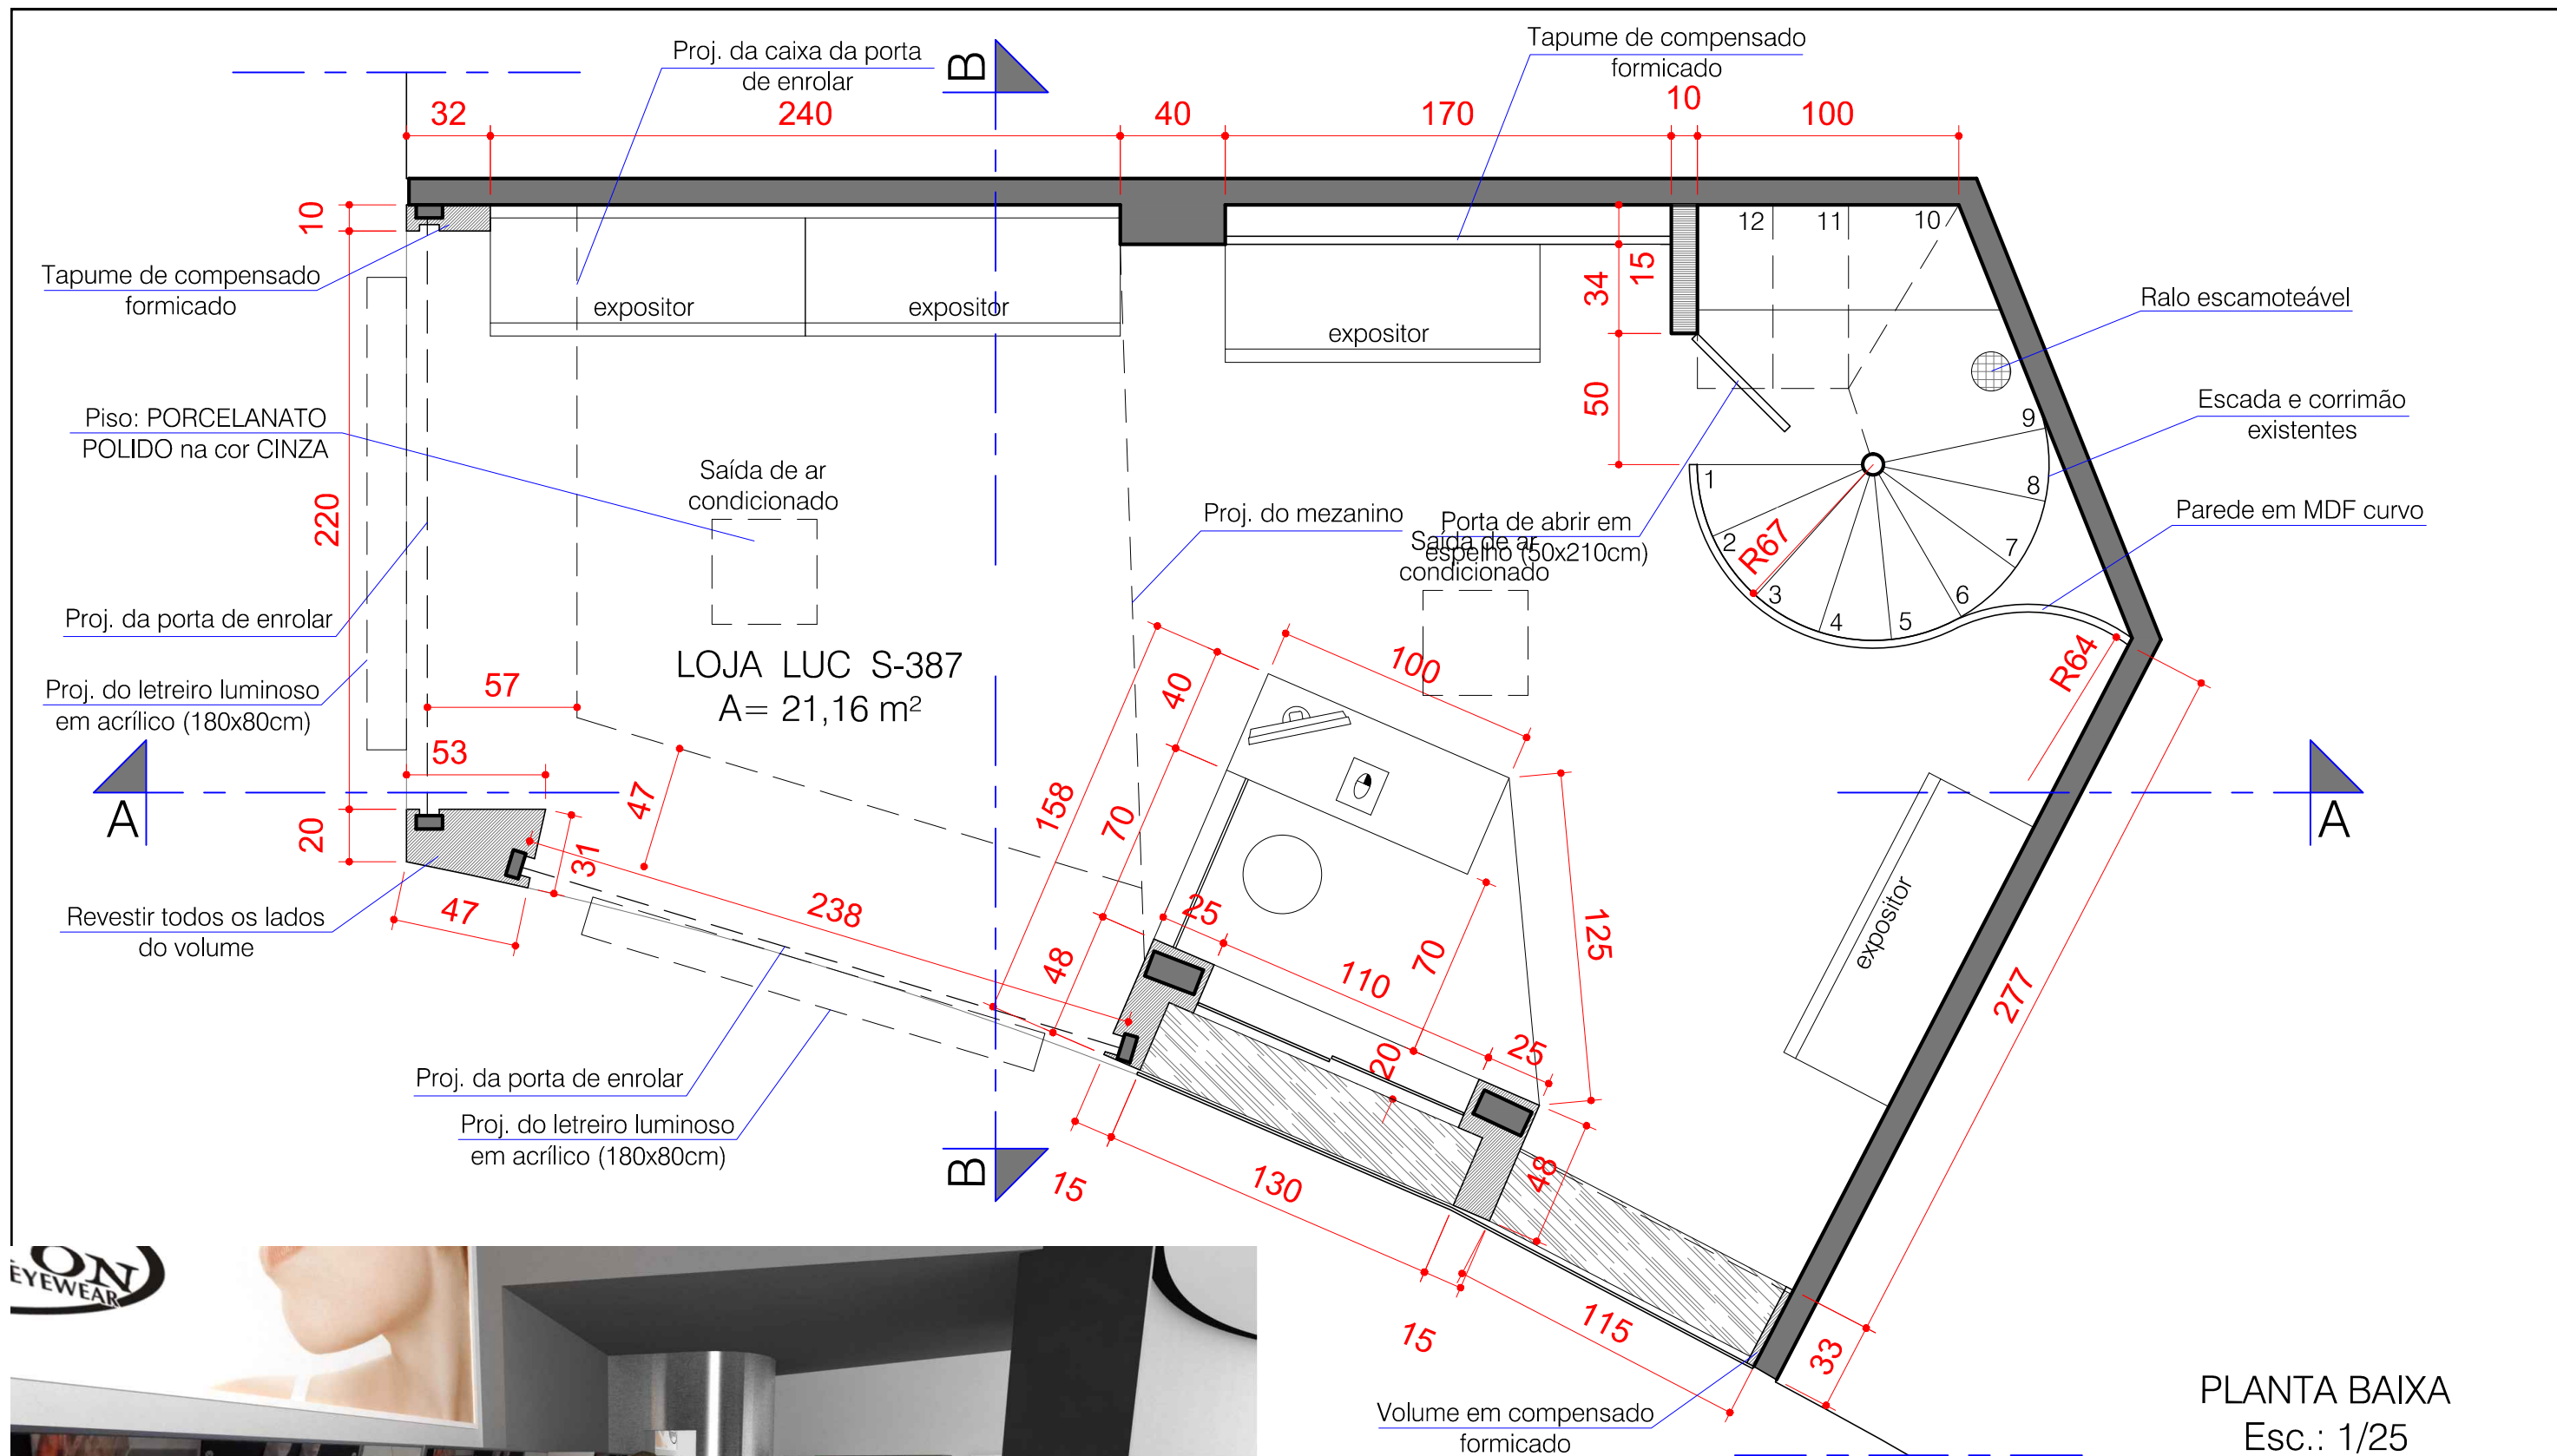 Proj. da caixa da porta
de enrolar
B
Tapume de compensado
formicado
32
240
40
170
10
100
10
12
11
10
Tapume de compensado
formicado
expositor
expositor
expositor
34
15
Ralo escamoteável
Piso: PORCELANATO
POLIDO na cor CINZA
50
9
Escada e corrimão
existentes
Saída de ar
condicionado
220
1
8
Proj. do mezanino
Porta de abrir em
espelho (50x210cm)
Saída de ar
condicionado
Parede em MDF curvo
2
R67
7
3
6
4
5
Proj. da porta de enrolar
LOJA LUC S-387
A= 21,16 m²
57
100
40
R64
Proj. do letreiro luminoso
em acrílico (180x80cm)
53
47
158
70
A
A
20
31
47
238
25
125
Revestir todos os lados
do volume
48
110
70
expositor
277
20
25
Proj. da porta de enrolar
Proj. do letreiro luminoso
em acrílico (180x80cm)
B
15
130
48
ON
EYEWEAR
15
115
33
Volume em compensado
formicado
PLANTA BAIXA
Esc.: 1/25